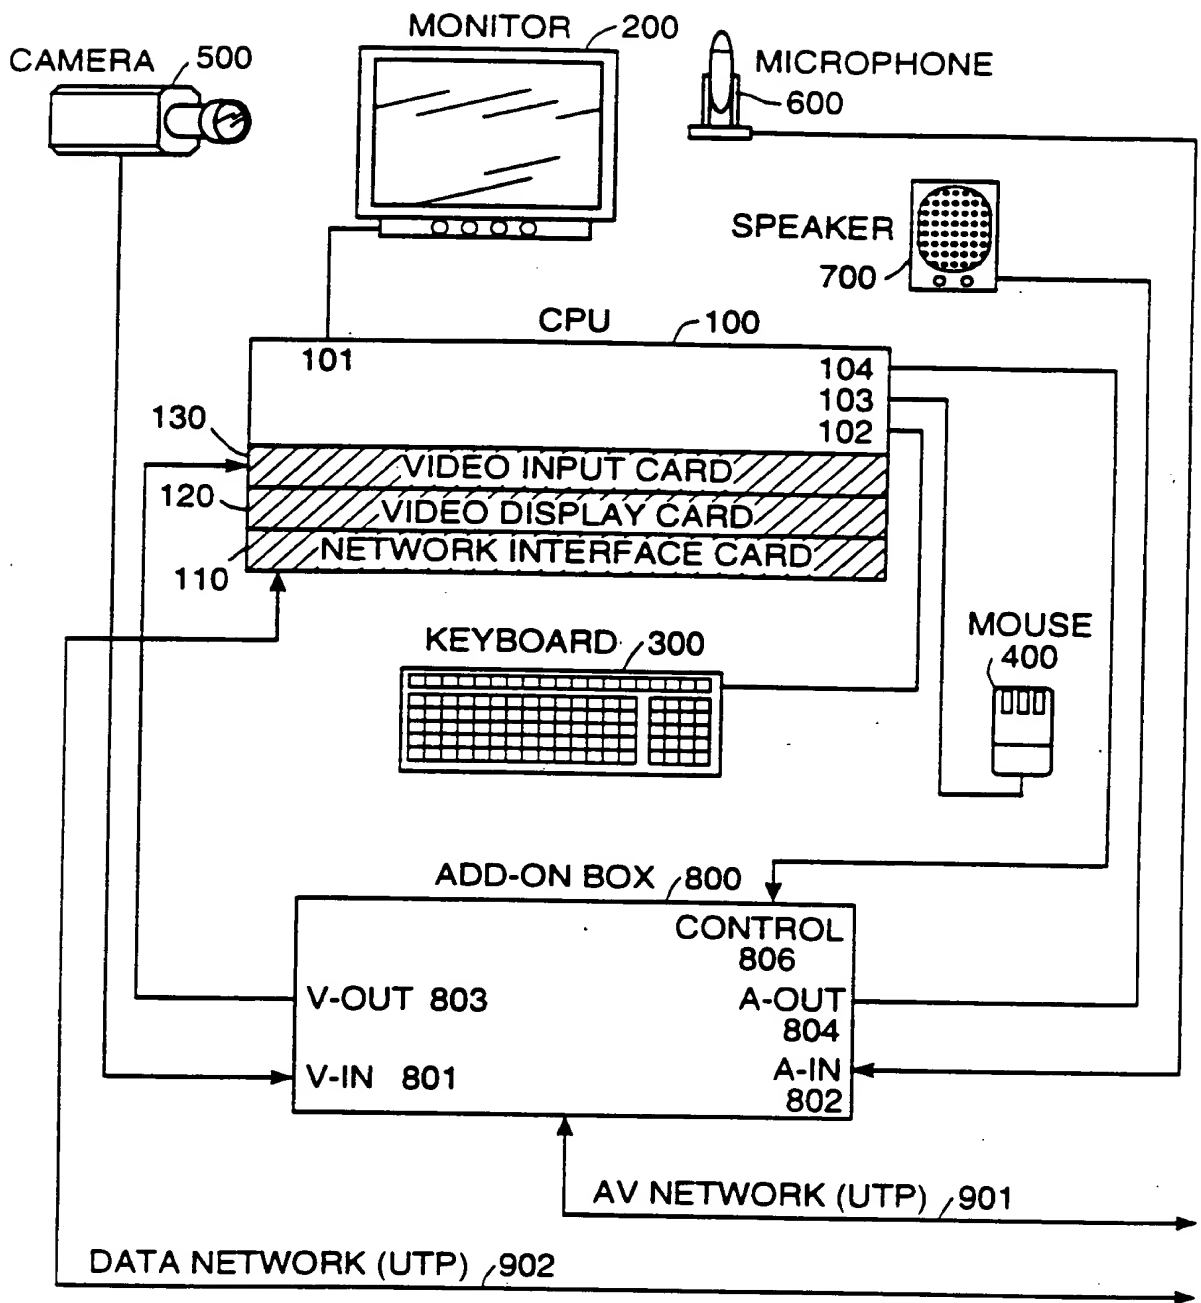 MONITOR 200
CAMERA 500
MICROPHONE
600
SPEAKER
700
CPU 100
101
104
103
102
130
VIDEO INPUT CARD
120
VIDEO DISPLAY CARD
110
NETWORK INTERFACE CARD
KEYBOARD 300
MOUSE
400
ADD-ON BOX 800
CONTROL
806
V-OUT 803
A-OUT
804
V-IN 801
A-IN
802
AV NETWORK (UTP) 901
DATA NETWORK (UTP) 902